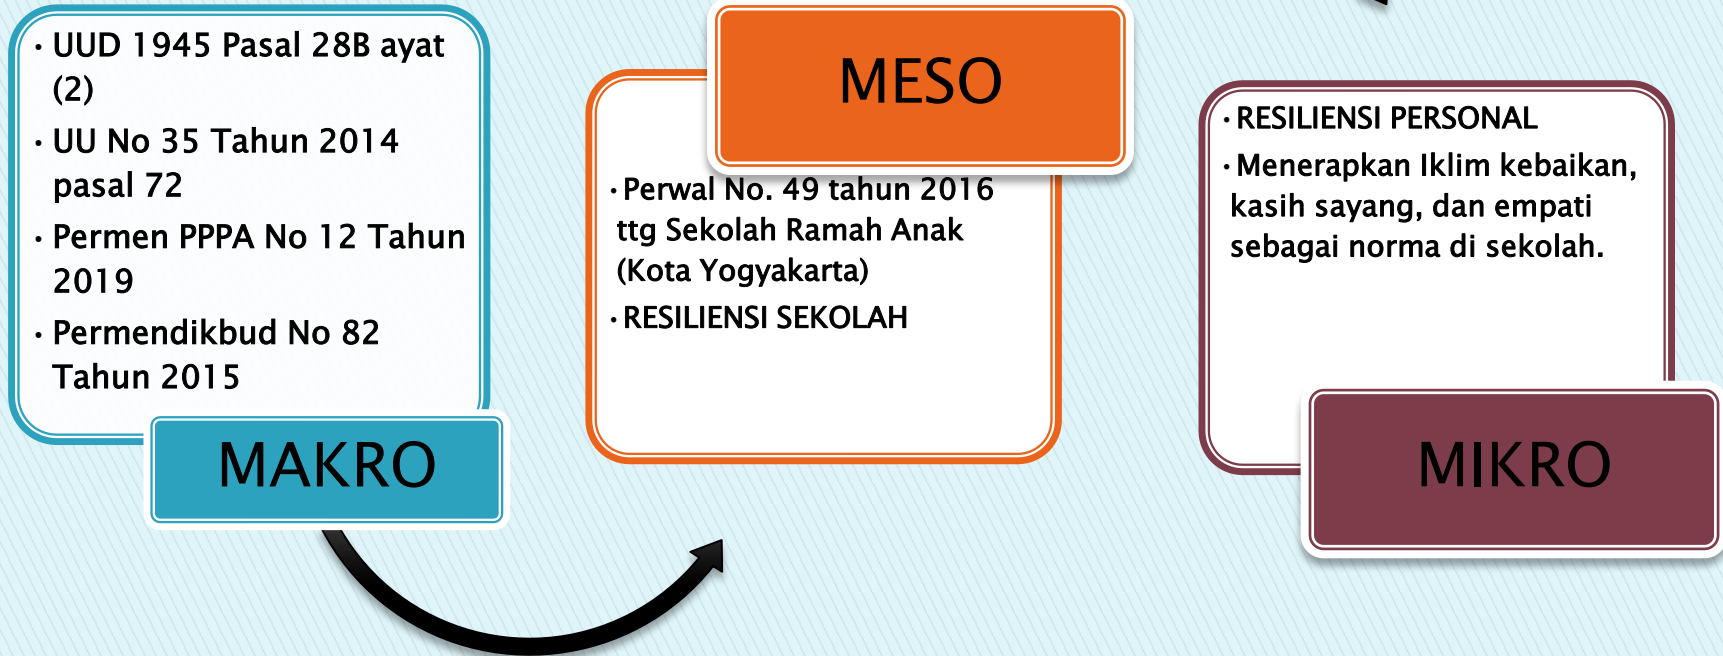 · UUD 1945 Pasal 28B ayat
(2)
· UU No 35 Tahun 2014
pasal 72
· Permen PPPA No 12 Tahun
2019
· Permendikbud No 82
Tahun 2015
MAKRO
MESO
· Perwal No. 49 tahun 2016
ttg Sekolah Ramah Anak
(Kota Yogyakarta)
· RESILIENSI SEKOLAH
· RESILIENSI PERSONAL
· Menerapkan Iklim kebaikan,
kasih sayang, dan empati
sebagai norma di sekolah.
MIKRO